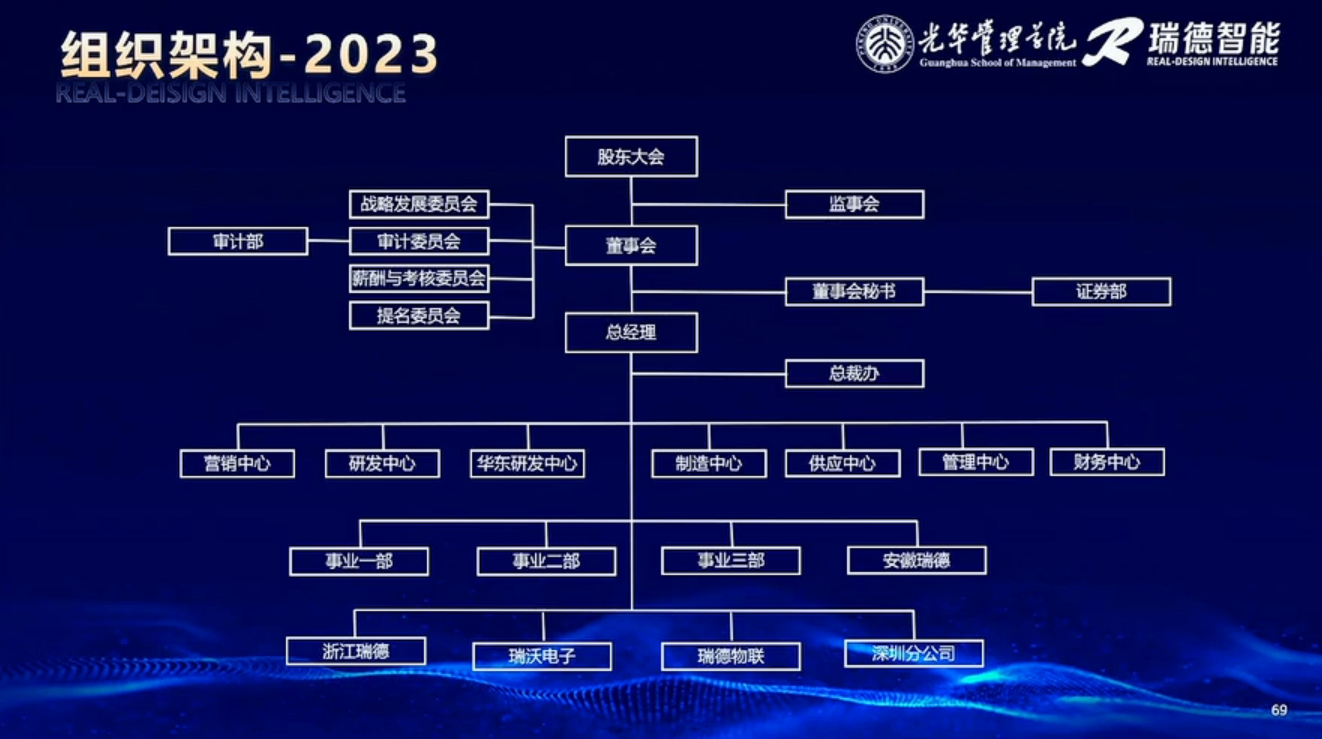 组织架构-2023
REAL-DEISIGN INTELLIGENCE
光华管理学院
Guanghua School of Management
R 瑞德智能
REAL-DESIGN INTELLIGENCE
股东大会
战略发展委员会
监事会
审计部
审计委员会
董事会
薪酬与考核委员会
董事会秘书
证券部
提名委员会
总经理
总裁办
营销中心
研发中心
华东研发中心
制造中心
供应中心
管理中心
财务中心
事业一部
事业二部
事业三部
安徽瑞德
浙江瑞德
瑞沃电子
瑞德物联
深圳分公司
69